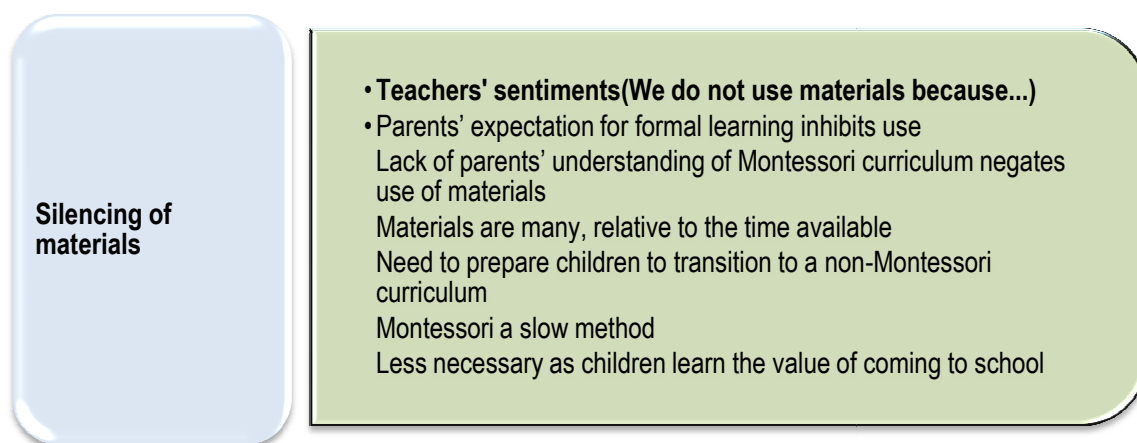 Silencing of
materials
• Teachers' sentiments(We do not use materials because...)
• Parents’ expectation for formal learning inhibits use
Lack of parents’ understanding of Montessori curriculum negates
use of materials
Materials are many, relative to the time available
Need to prepare children to transition to a non-Montessori
curriculum
Montessori a slow method
Less necessary as children learn the value of coming to school